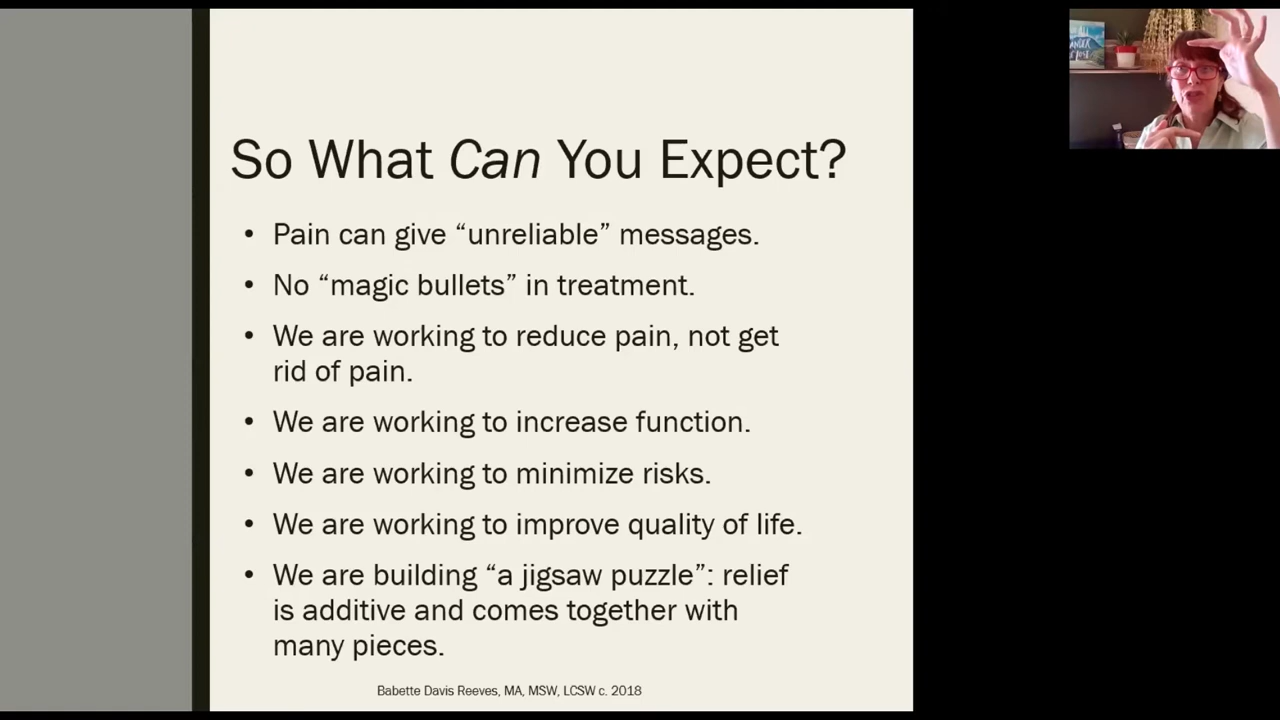 So What Can You Expect?
• Pain can give “unreliable” messages.
• No “magic bullets” in treatment.
• We are working to reduce pain, not get
rid of pain.
• We are working to increase function.
• We are working to minimize risks.
• We are working to improve quality of life.
• We are building “a jigsaw puzzle”: relief
is additive and comes together with
many pieces.
Babette Davis Reeves, MA, MSW, LCSW c. 2018